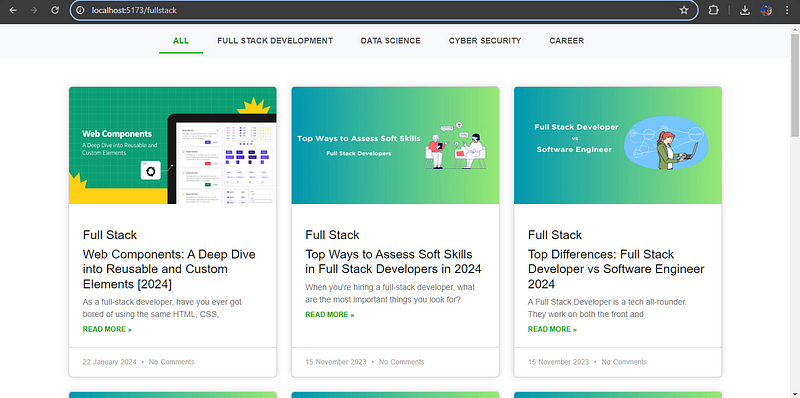 localhost:5173/fullstack
ALL FULL STACK DEVELOPMENT DATA SCIENCE CYBER SECURITY CAREER
Web Components
A Deep Dive into Reusable and
Custom Elements
Full Stack
Web Components: A Deep Dive
into Reusable and Custom
Elements [2024]
As a full-stack developer, have you ever got
bored of using the same HTML, CSS,
READ MORE »
22 January 2024 • No Comments
Top Ways to Assess Soft Skills
Full Stack Developers
Full Stack
Top Ways to Assess Soft Skills
in Full Stack Developers in 2024
When you're hiring a full-stack developer, what
are the most important things you look for?
READ MORE »
15 November 2023 • No Comments
Full Stack Developer
vs
Software Engineer
Full Stack
Top Differences: Full Stack
Developer vs Software Engineer
2024
A Full Stack Developer is a tech all-rounder.
They work on both the front and
READ MORE »
15 November 2023 • No Comments